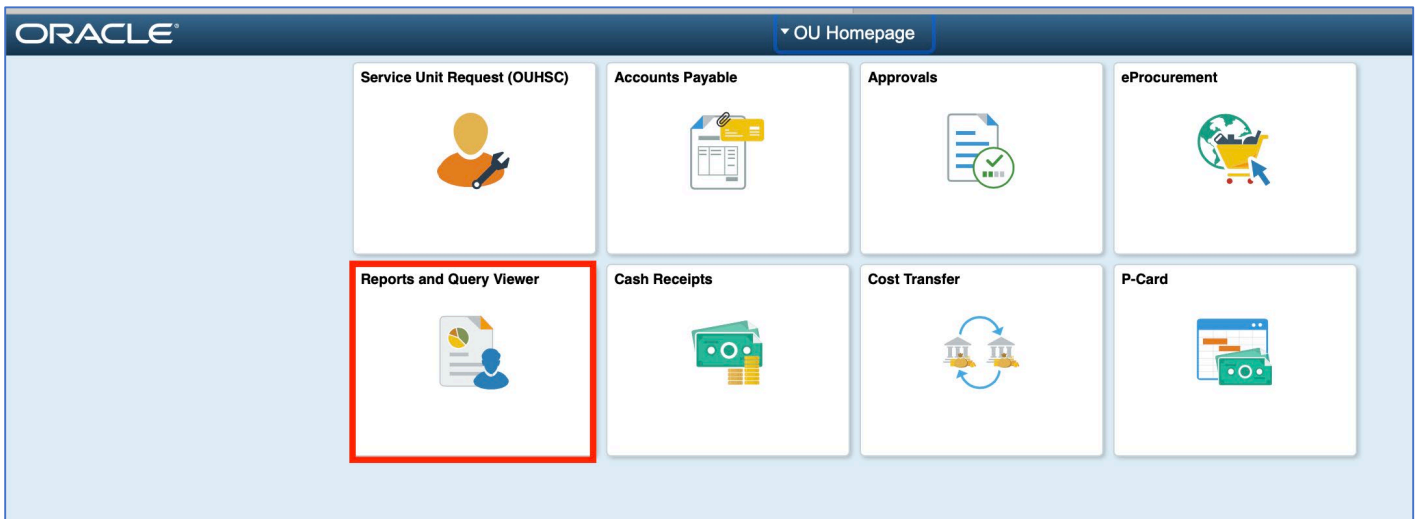 ORACLE
OU Homepage
Service Unit Request (OUHSC)
Accounts Payable
Approvals
eProcurement
Reports and Query Viewer
Cash Receipts
Cost Transfer
P-Card